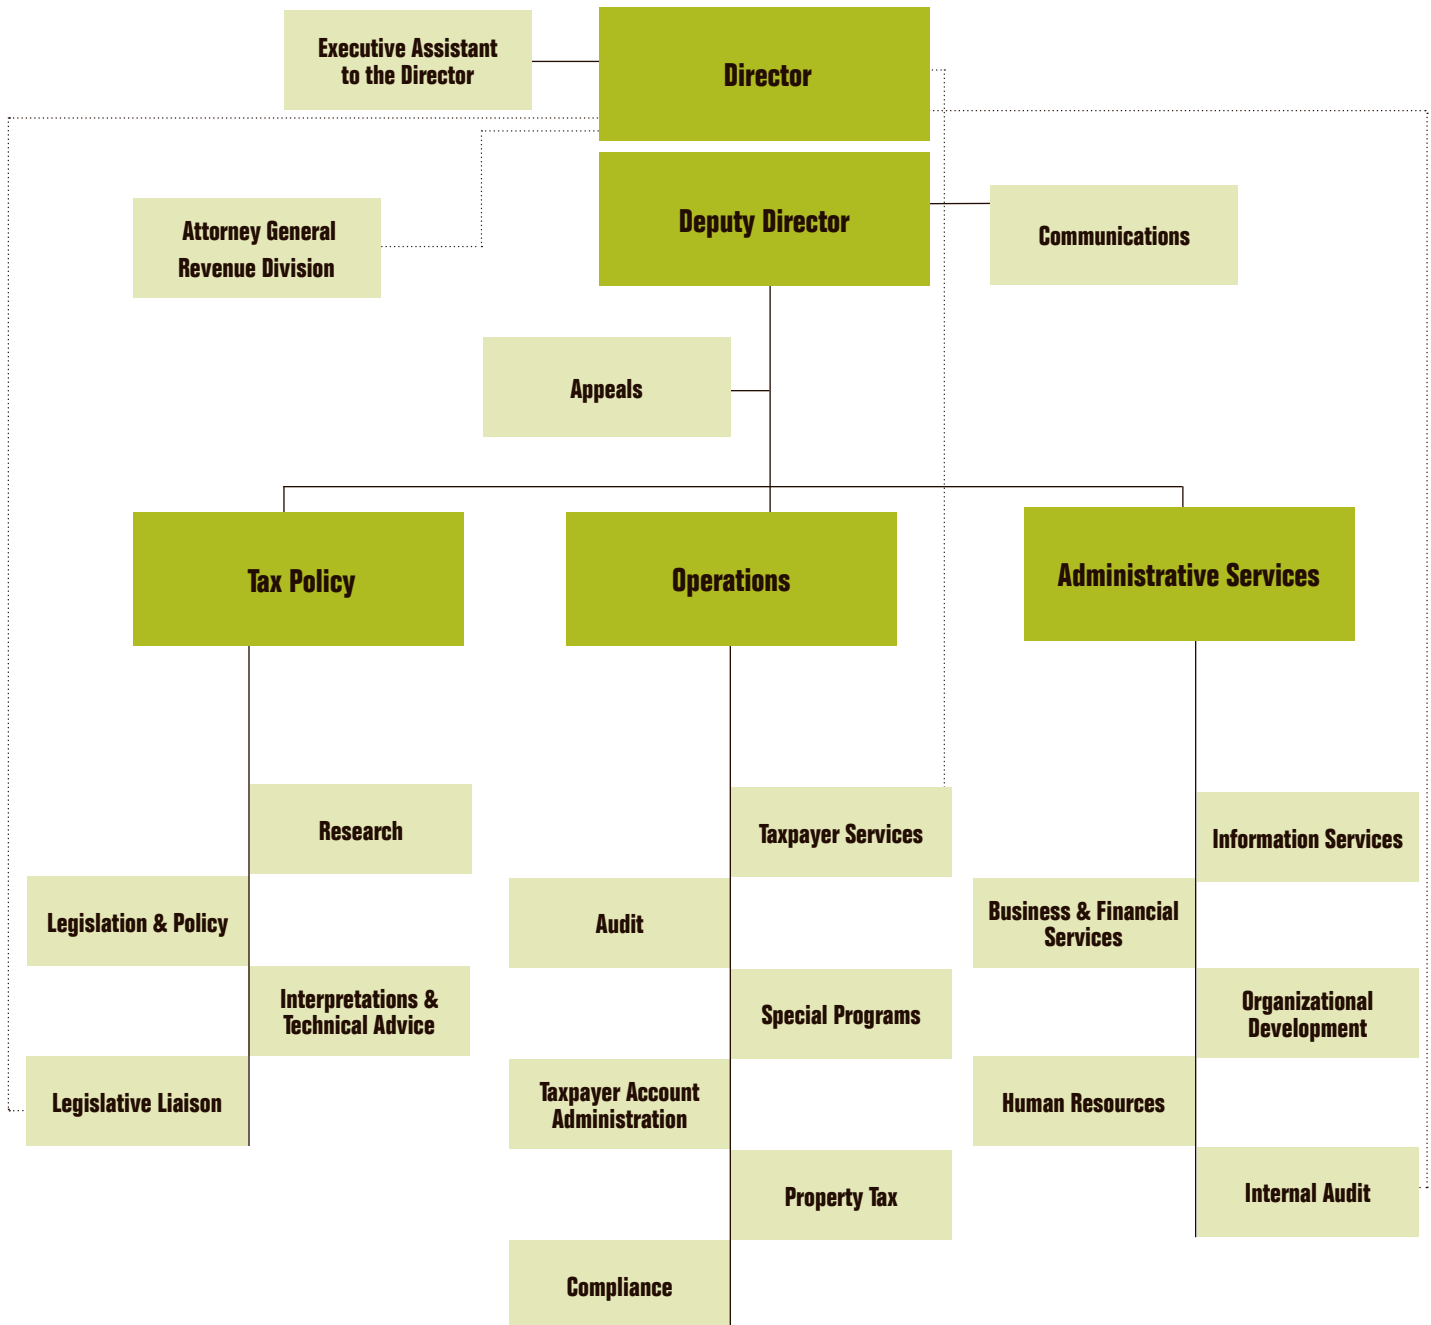 Executive Assistant
to the Director
Director
Deputy Director
Attorney General
Revenue Division
Communications
Appeals
Tax Policy
Operations
Administrative Services
Research
Legislation & Policy
Interpretations &
Technical Advice
Legislative Liaison
Taxpayer Services
Audit
Special Programs
Taxpayer Account
Administration
Property Tax
Compliance
Information Services
Business & Financial
Services
Organizational
Development
Human Resources
Internal Audit